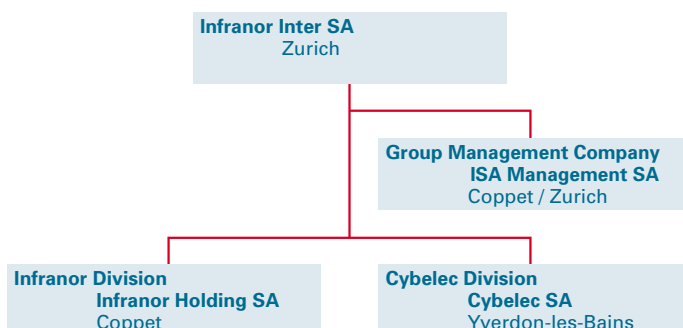 Infranor Inter SA
Zurich
Group Management Company
ISA Management SA
Coppet / Zurich
Infranor Division
Infranor Holding SA
Coppet
Cybelec Division
Cybelec SA
Yverdon-les-Bains